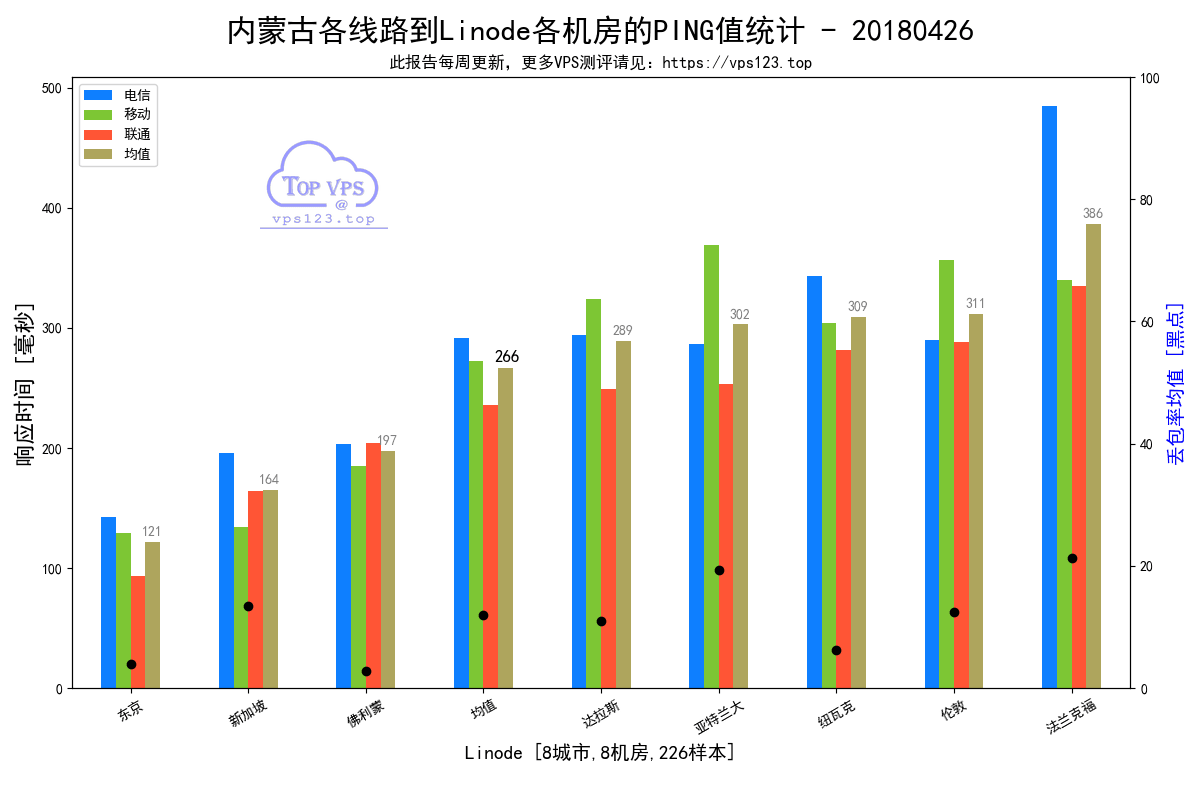 内蒙古各线路到Linode各机房的PING值统计 - 20180426
此报告每周更新，更多VPS测评请见：https://vps123.top
电信
移动
联通
均值
TOP VPS
@
vps123.top
响应时间 [毫秒]
丢包率均值 [黑点]
500
400
300
200
100
0
100
80
60
40
20
0
121
164
197
266
289
302
309
311
386
东京
新加坡
佛利蒙
均值
达拉斯
亚特兰大
纽瓦克
伦敦
法兰克福
Linode [8城市,8机房,226样本]